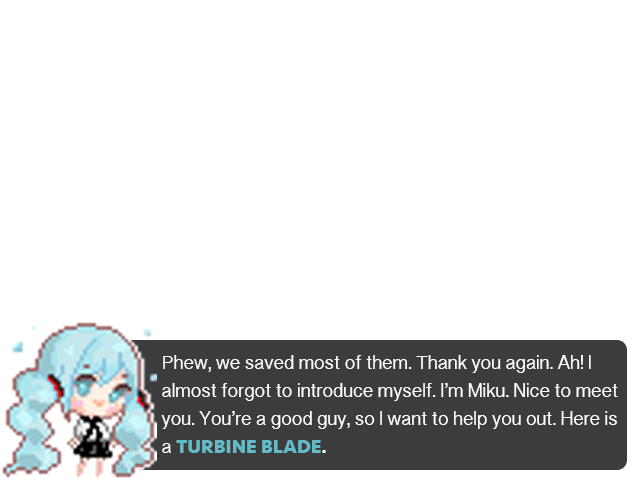 Phew, we saved most of them. Thank you again. Ah! I
almost forgot to introduce myself. I’m Miku. Nice to meet
you. You’re a good guy, so I want to help you out. Here is
a TURBINE BLADE.